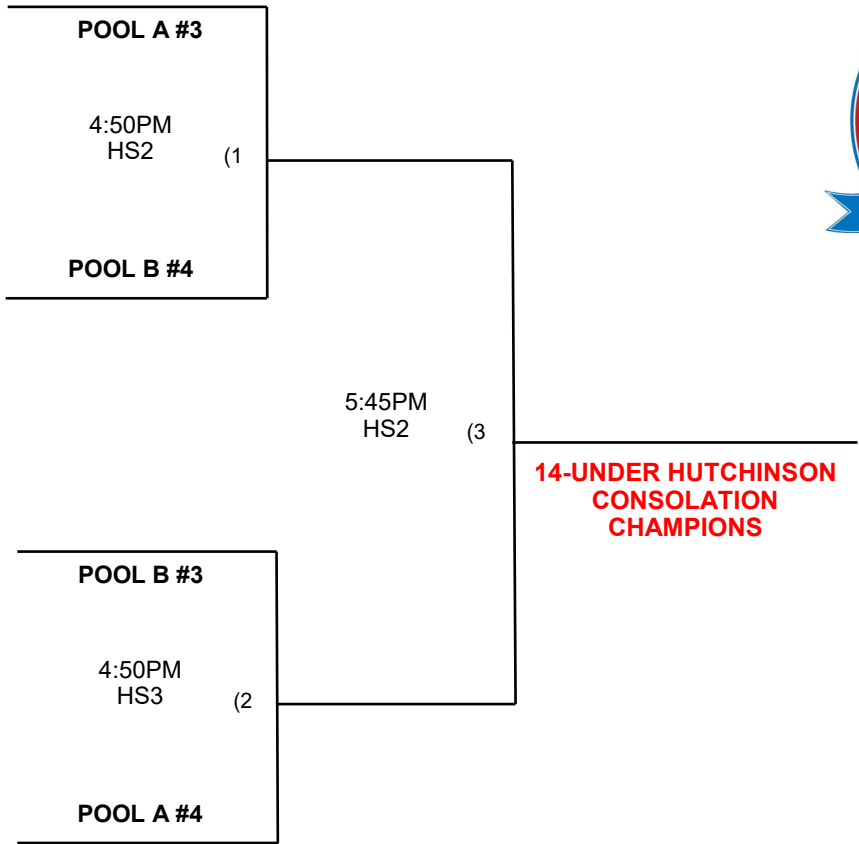 POOL A #3
4:50PM
HS2
(1
POOL B #4
5:45PM
HS2
(3
14-UNDER HUTCHINSON
CONSOLATION
CHAMPIONS
POOL B #3
4:50PM
HS3
(2
POOL A #4